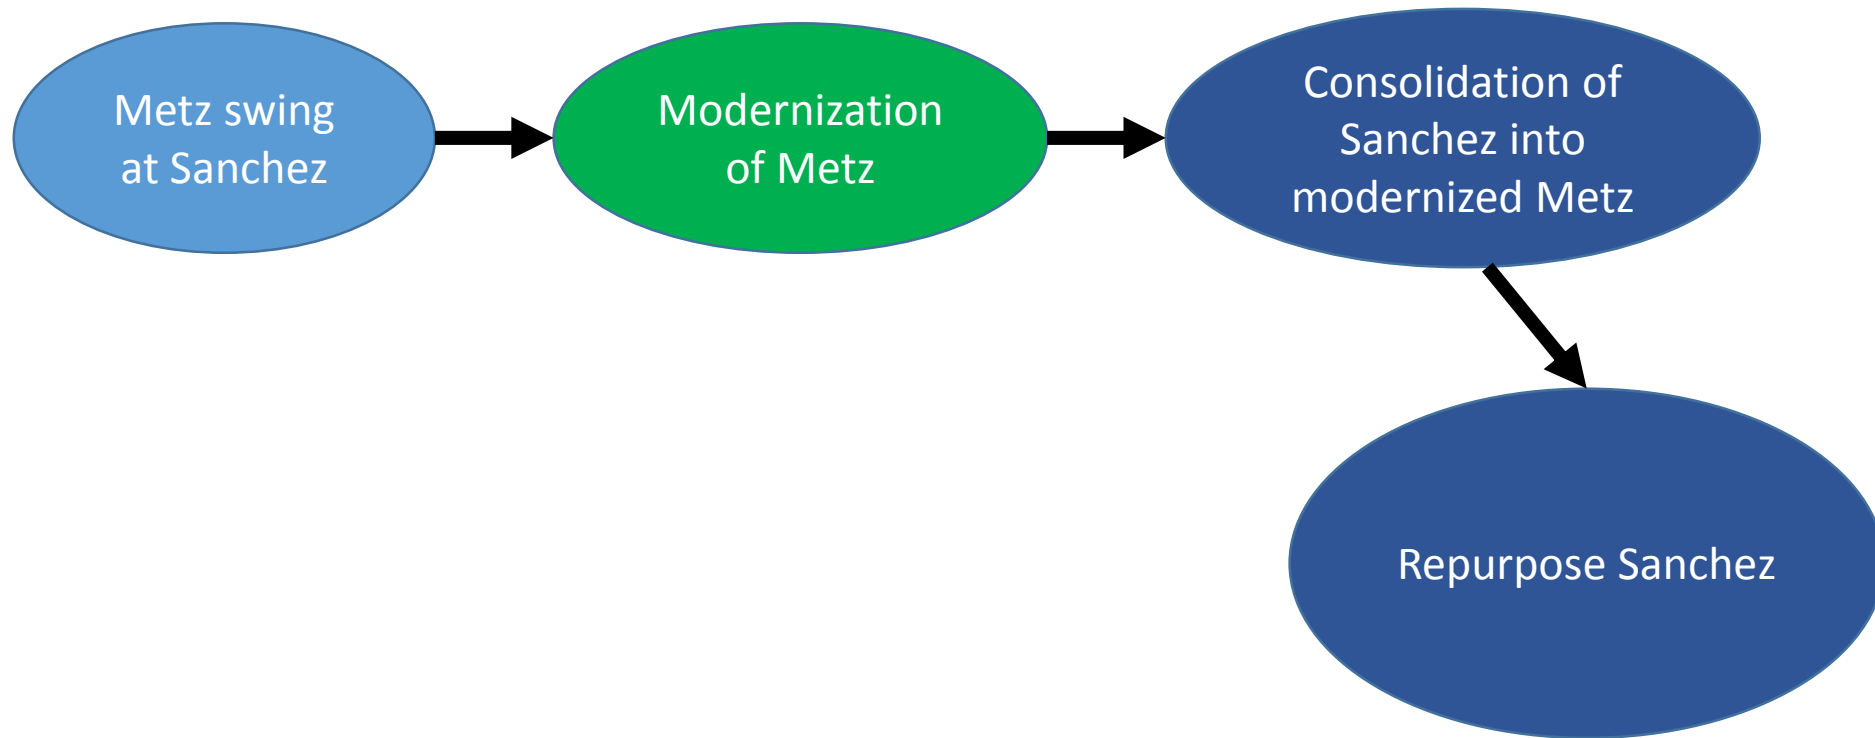 Metz swing
at Sanchez
Modernization
of Metz
Consolidation of
Sanchez into
modernized Metz
Repurpose Sanchez